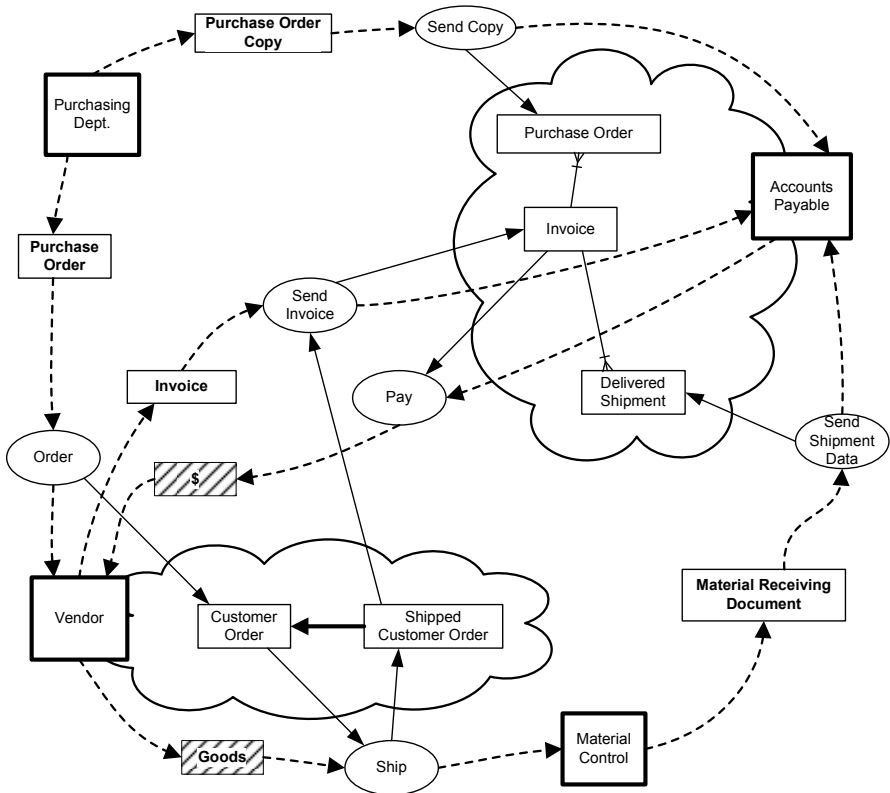 Purchase Order
Copy
Send Copy
Purchasing
Dept.
Purchase Order
Accounts
Payable
Purchase
Order
Invoice
Send
Invoice
Invoice
Pay
Delivered
Shipment
Send
Shipment
Data
Order
$
Material Receiving
Document
Vendor
Customer
Order
Shipped
Customer Order
Goods
Ship
Material
Control